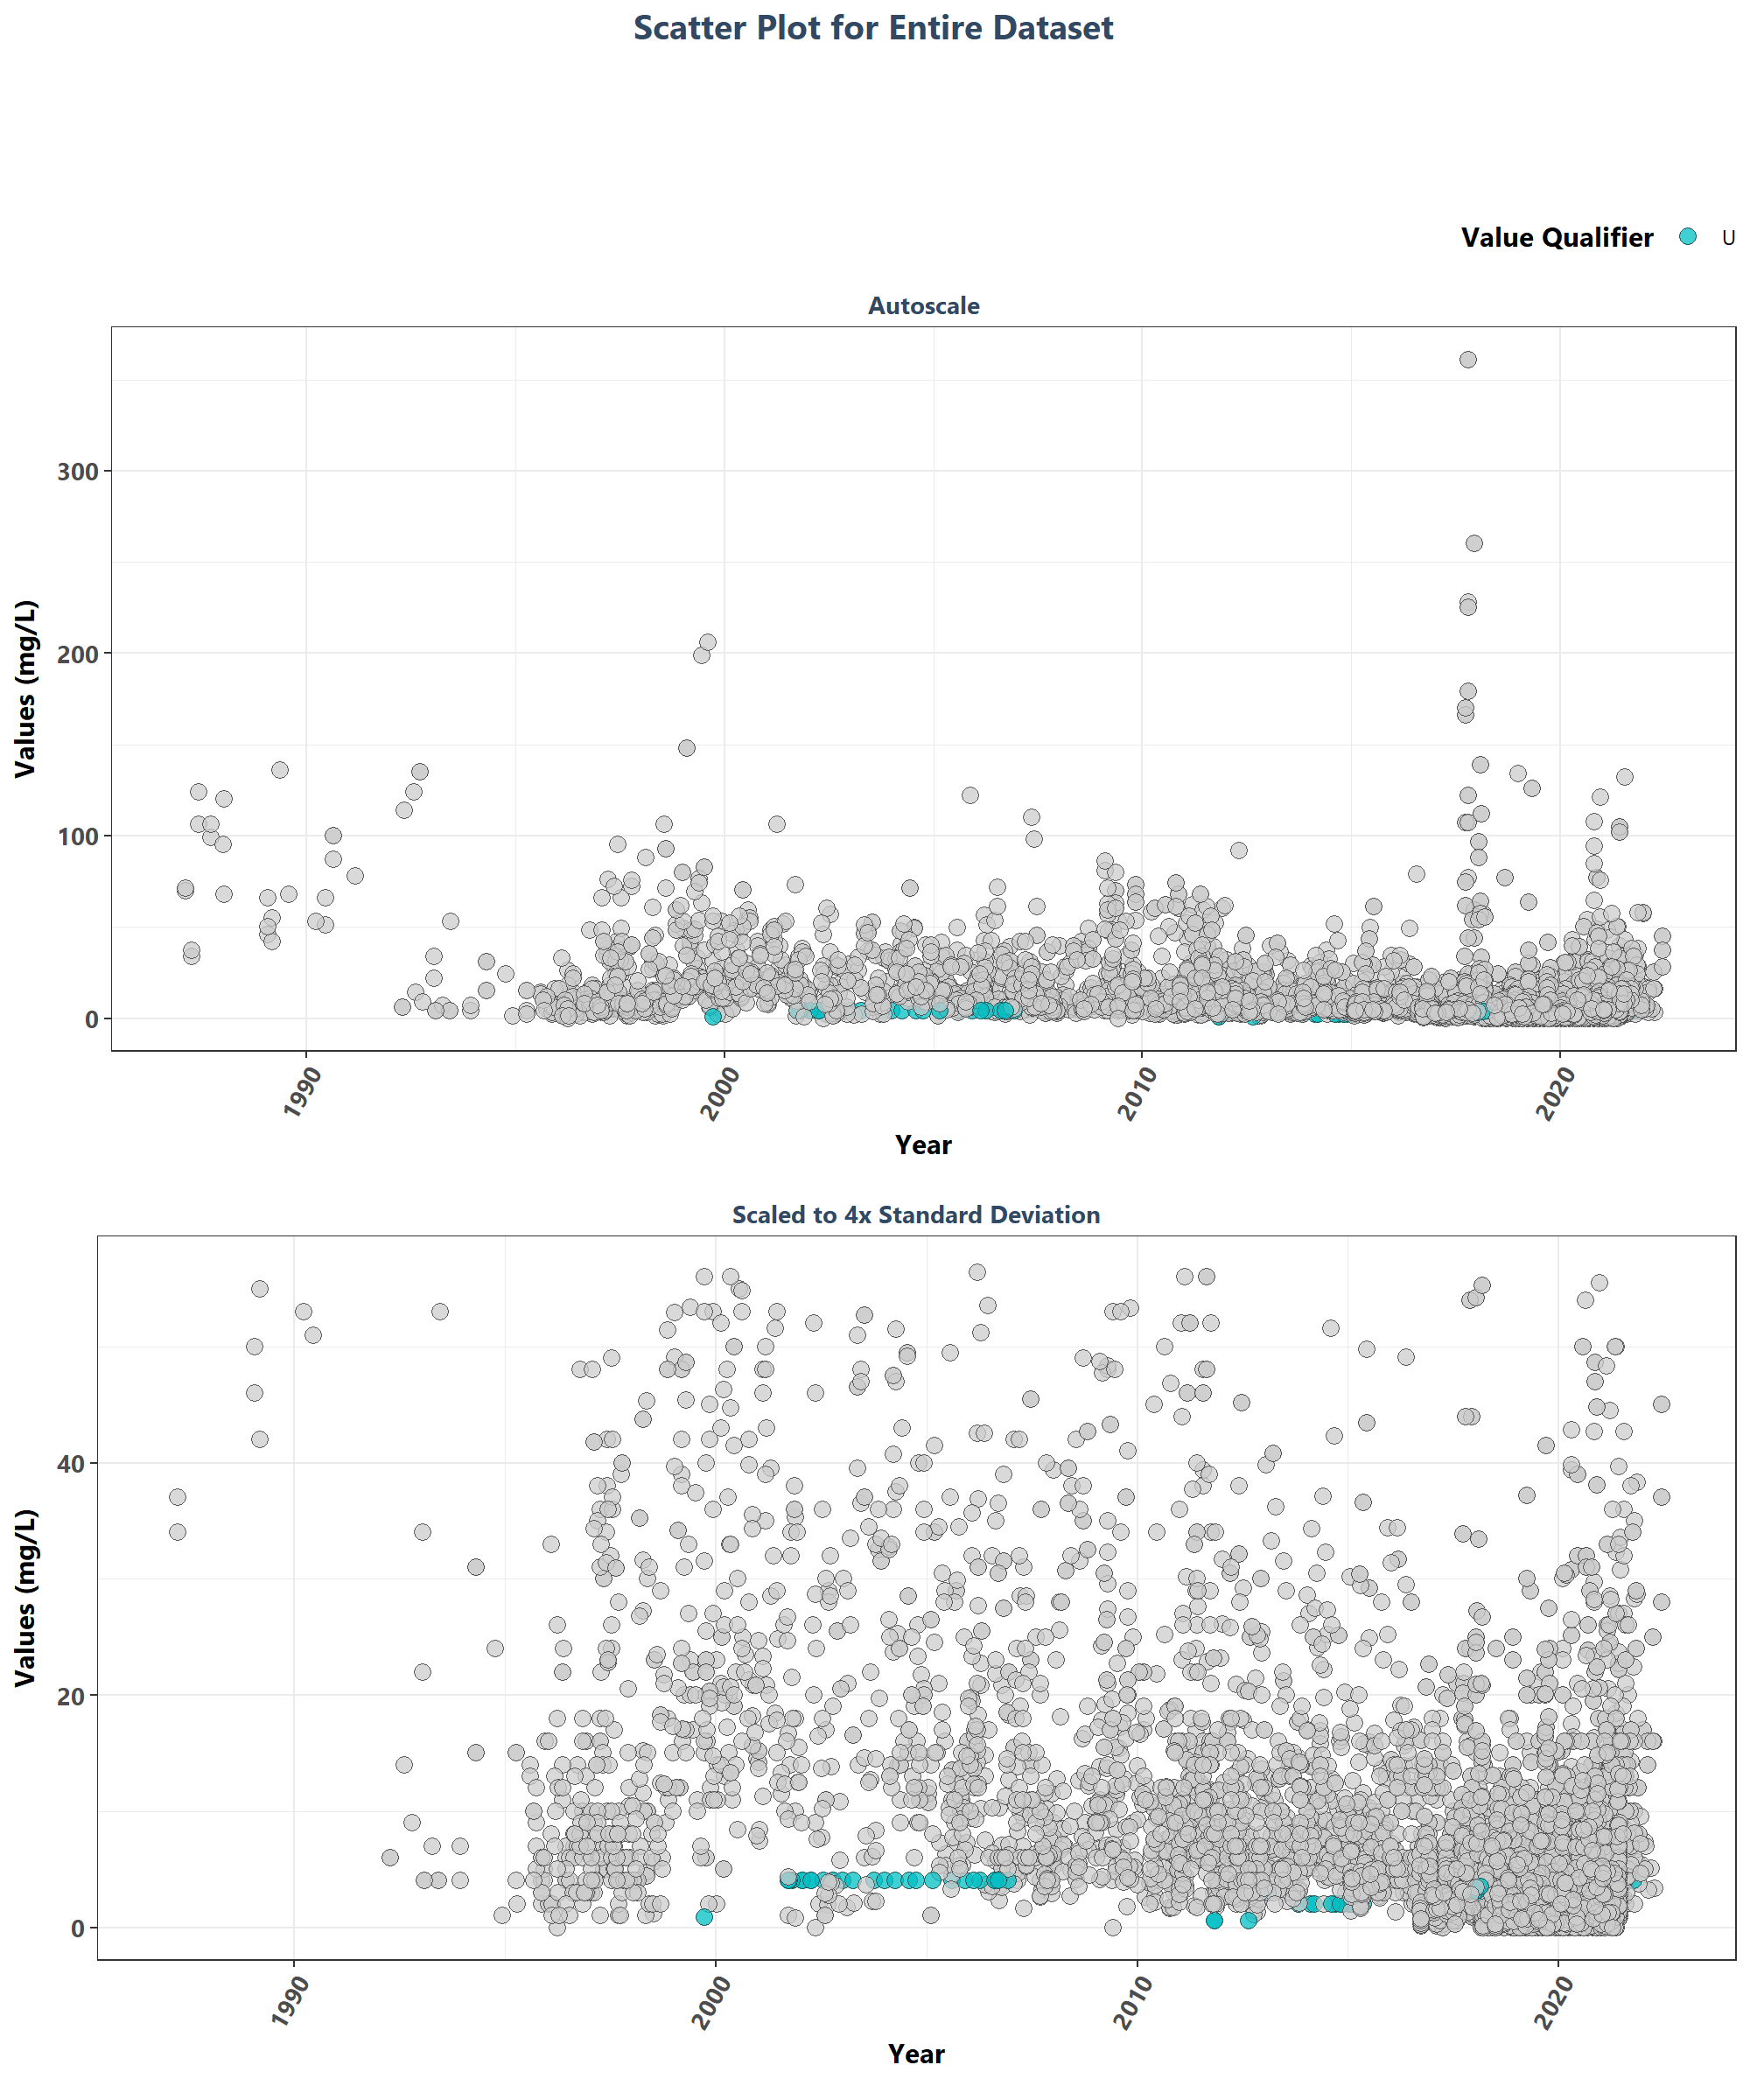 Scatter Plot for Entire Dataset
Value Qualifier U
Autoscale
Values (mg/L)
300
200
100
0
1990 2000 2010 2020
Year
Scaled to 4x Standard Deviation
Values (mg/L)
40
20
0
1990 2000 2010 2020
Year